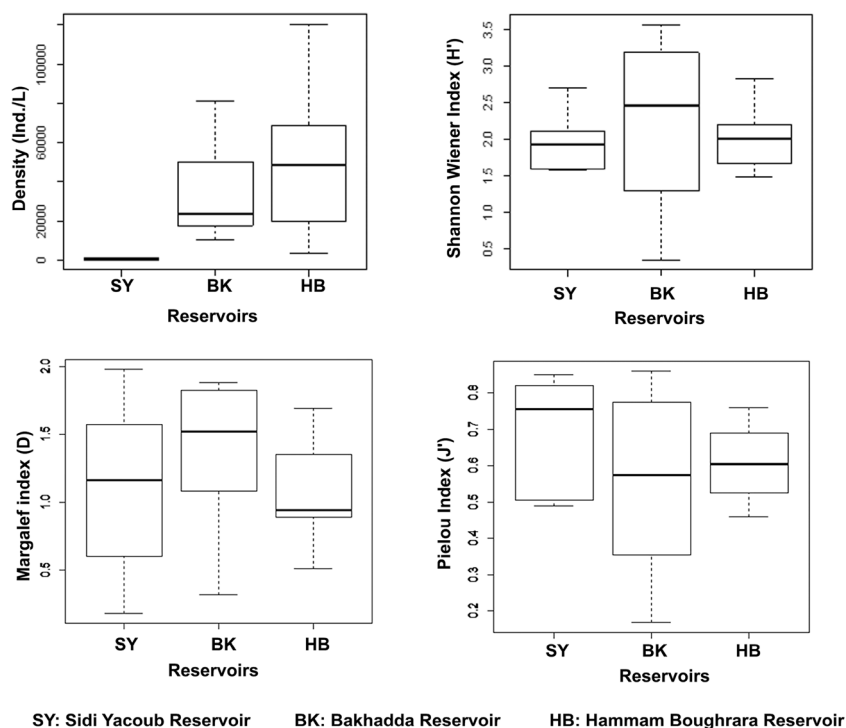 Density (Ind./L)
100000
60000
20000
0
SY BK HB
Reservoirs
Shannon Wiener Index (H')
3.5
3.0
2.5
2.0
1.5
1.0
0.5
SY BK HB
Reservoirs
Margalef index (D)
2.0
1.5
1.0
0.5
SY BK HB
Reservoirs
Pielou Index (J')
0.8
0.7
0.6
0.5
0.4
0.3
0.2
SY BK HB
Reservoirs
SY: Sidi Yacoub Reservoir BK: Bakhadda Reservoir HB: Hammam Boughrara Reservoir